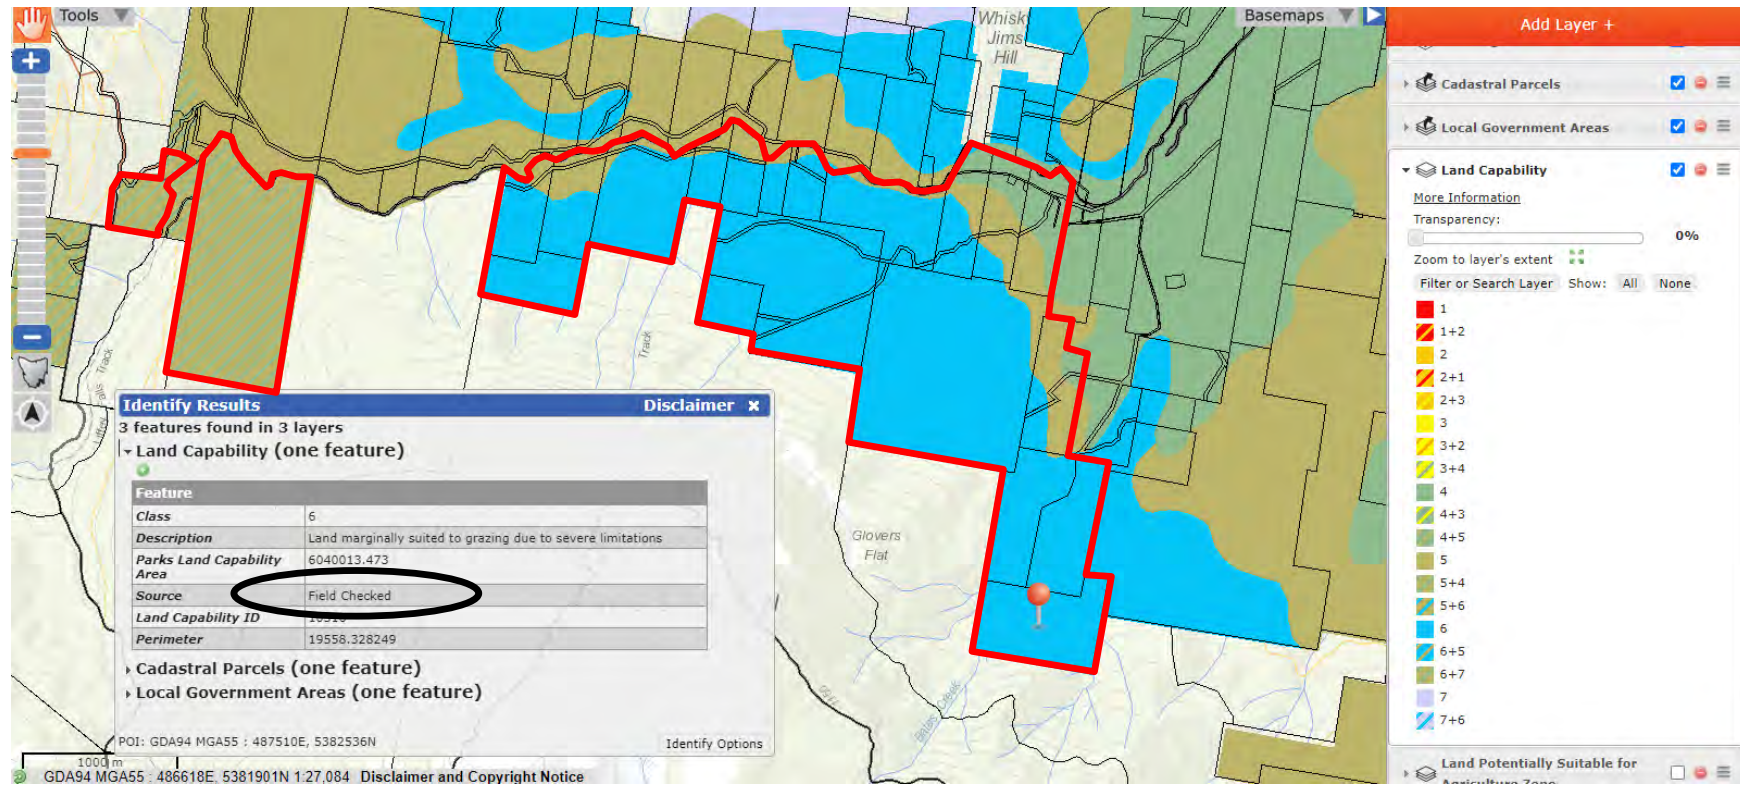 Tools
Basemaps
Whisky
Jims
Hill
Track
Track
Liffey
Glovers
Flat
Creek
Identify Results Disclaimer x
3 features found in 3 layers
Land Capability (one feature)
Feature
Class 6
Description Land marginally suited to grazing due to severe limitations
Parks Land Capability Area 6040013.473
Source Field Checked
Land Capability ID
Perimeter 19558.328249
Cadastral Parcels (one feature)
Local Government Areas (one feature)
POI: GDA94 MGA55 : 487510E, 5382536N Identify Options
1000 m
GDA94 MGA55 : 486618E, 5381901N 1:27,084 Disclaimer and Copyright Notice
Add Layer +
Cadastral Parcels
Local Government Areas
Land Capability
More Information
Transparency:
0%
Zoom to layer's extent
Filter or Search Layer Show: All None
1
1+2
2
2+1
2+3
3
3+2
3+4
4
4+3
4+5
5
5+4
5+6
6
6+5
6+7
7
7+6
Land Potentially Suitable for
Agriculture Zone